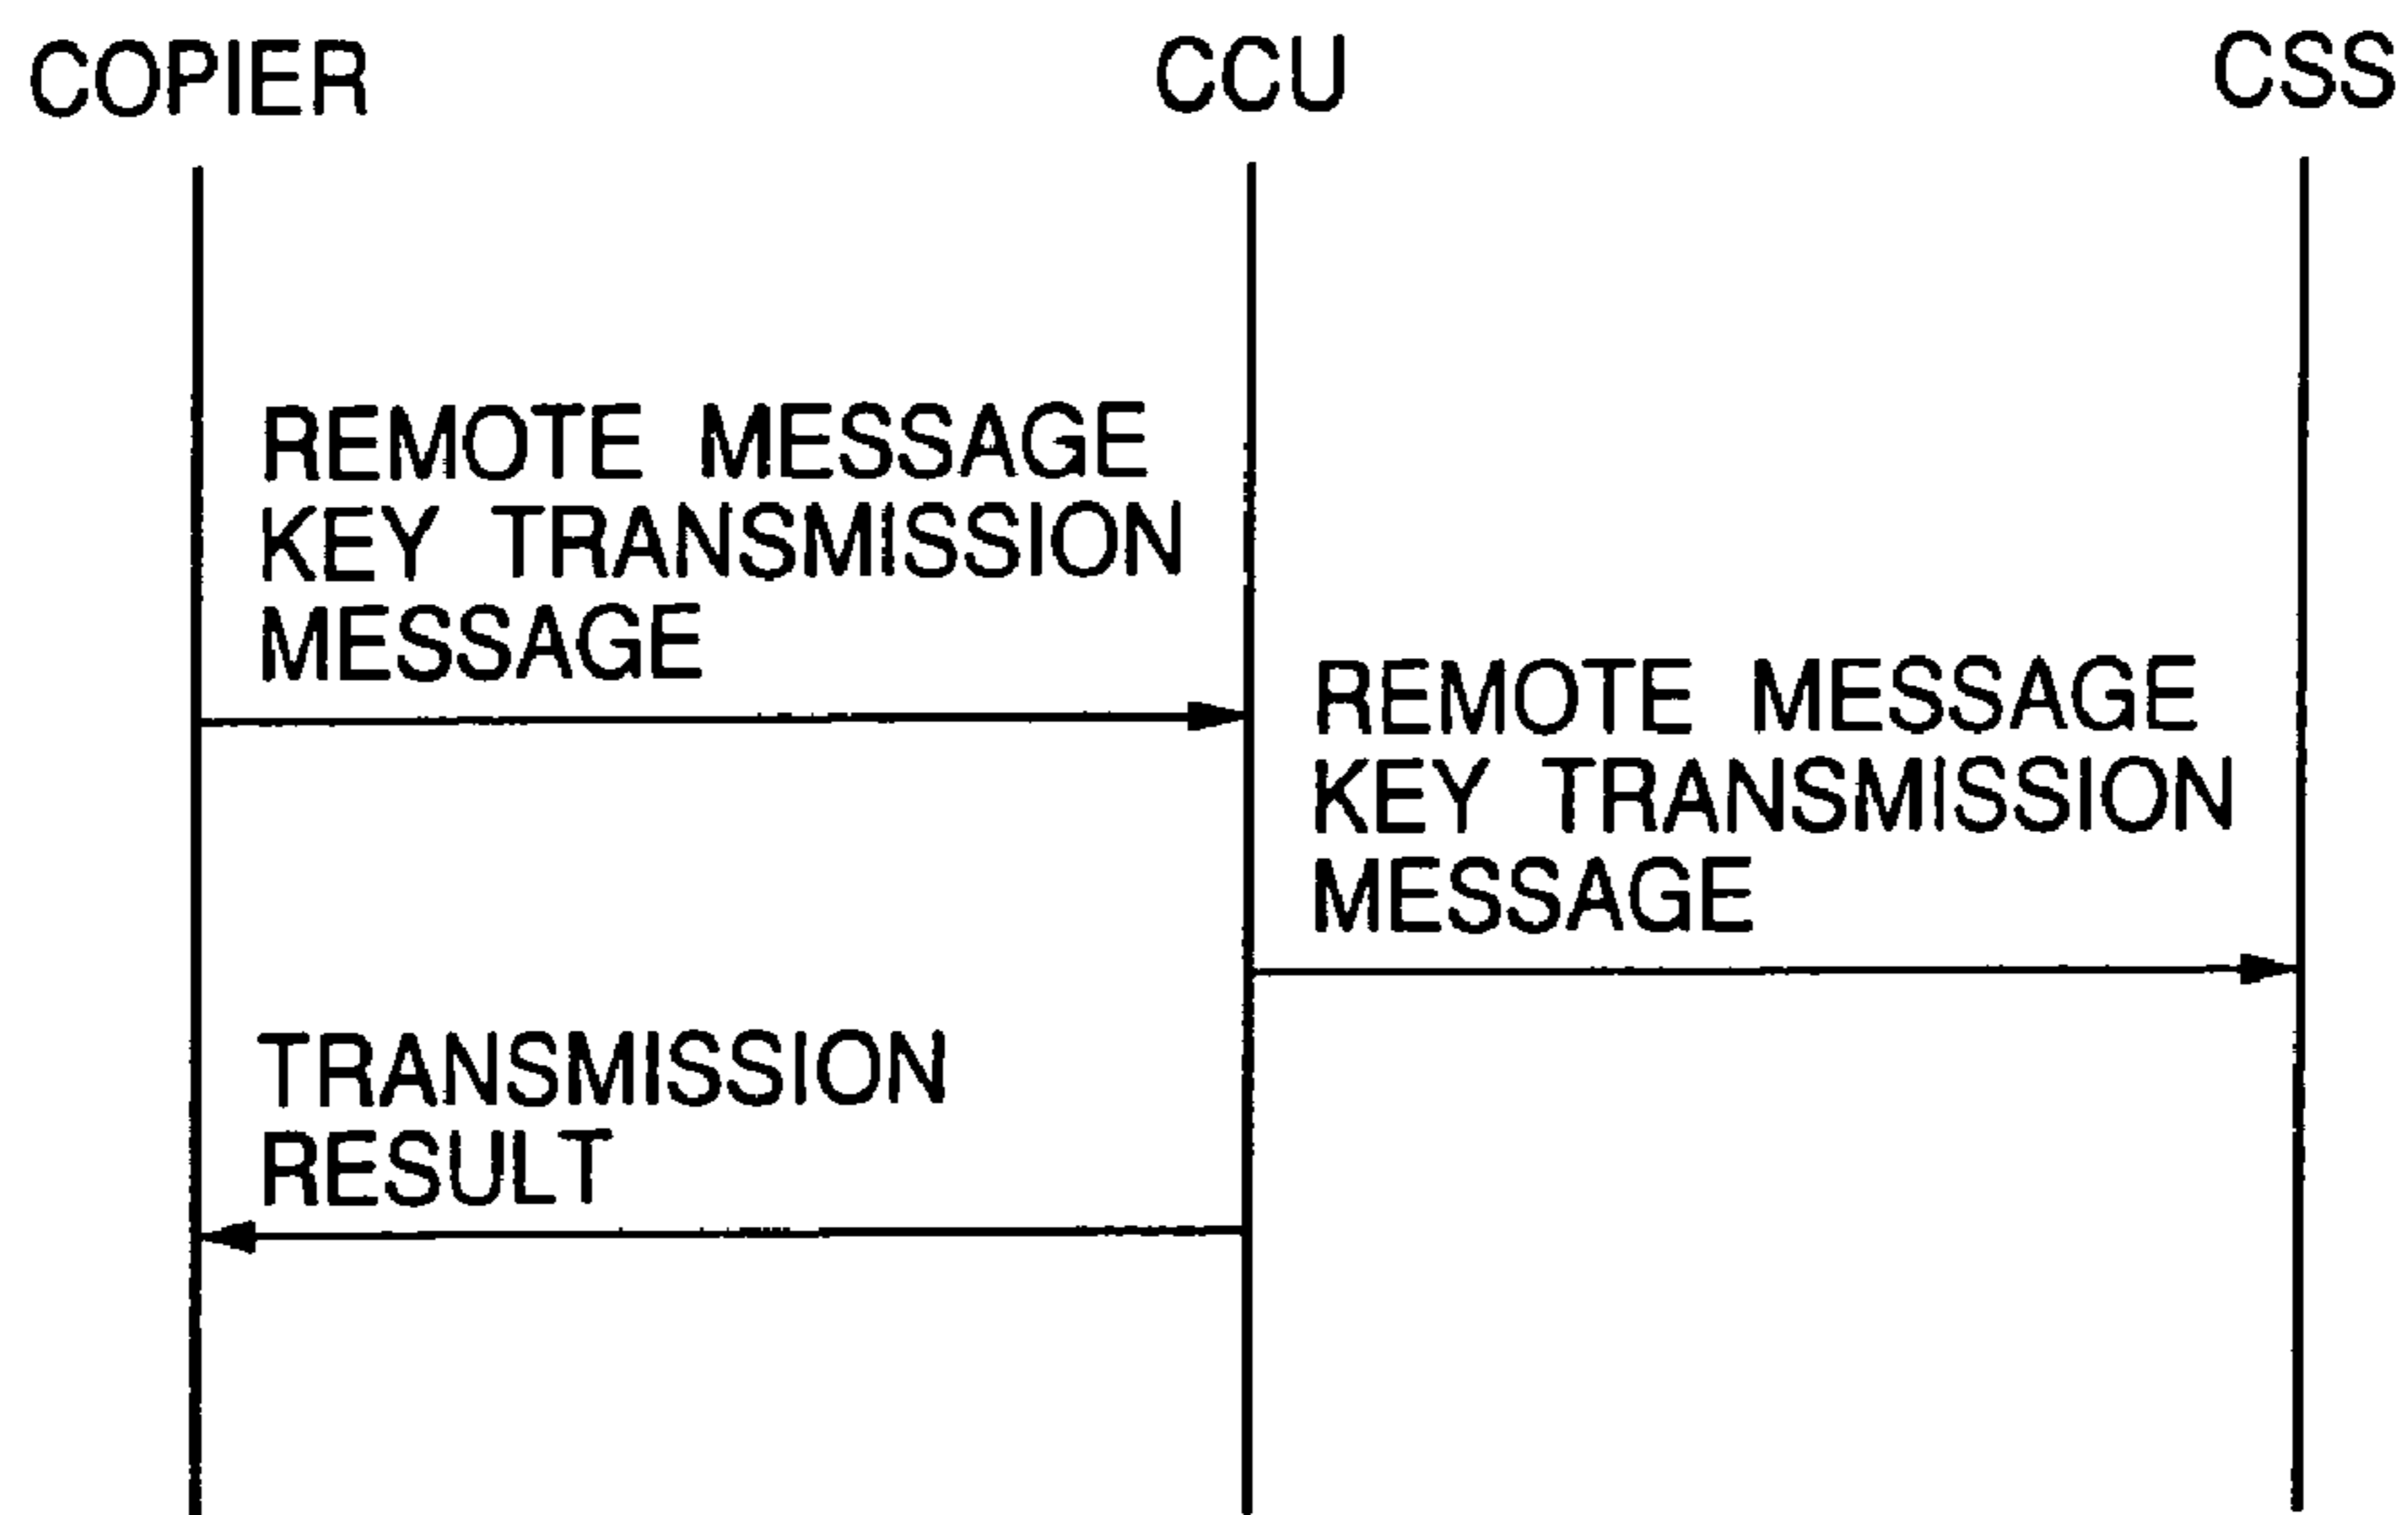 COPIER
CCU
CSS
REMOTE MESSAGE
KEY TRANSMISSION
MESSAGE
REMOTE MESSAGE
KEY TRANSMISSION
MESSAGE
TRANSMISSION
RESULT